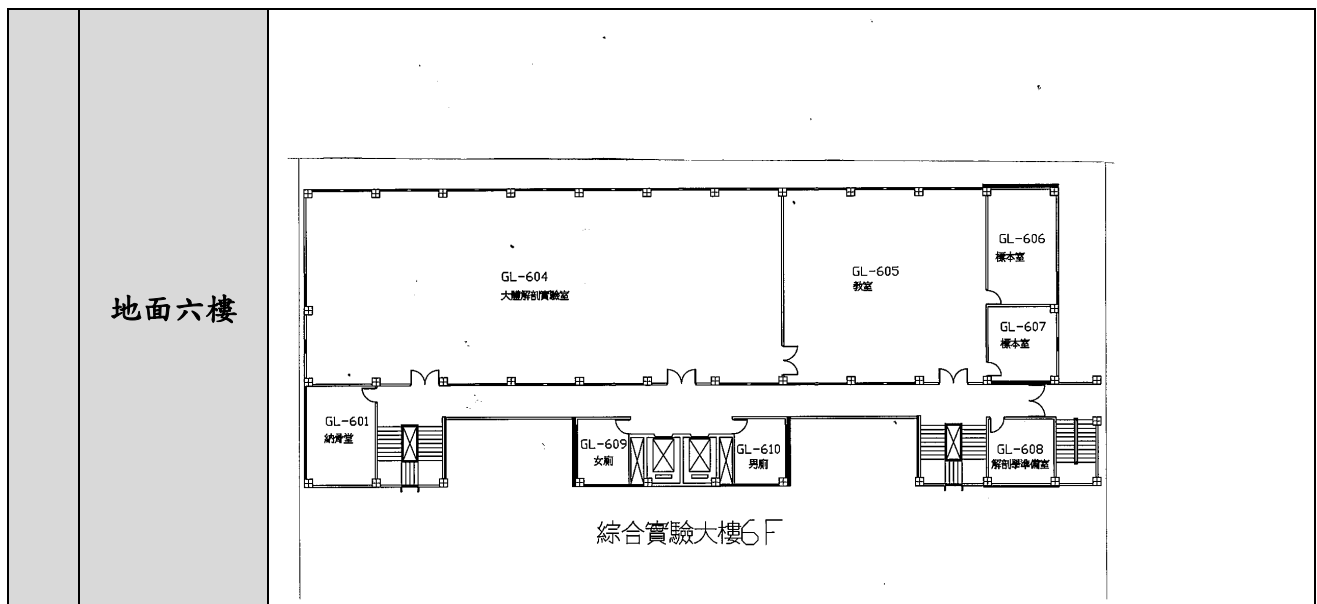 地面六樓
GL-604
大體解剖實驗室
GL-605
教室
GL-606
標本室
GL-607
標本室
GL-601
納骨堂
GL-609
女廁
GL-610
男廁
GL-608
解剖學準備室
綜合實驗大樓6F